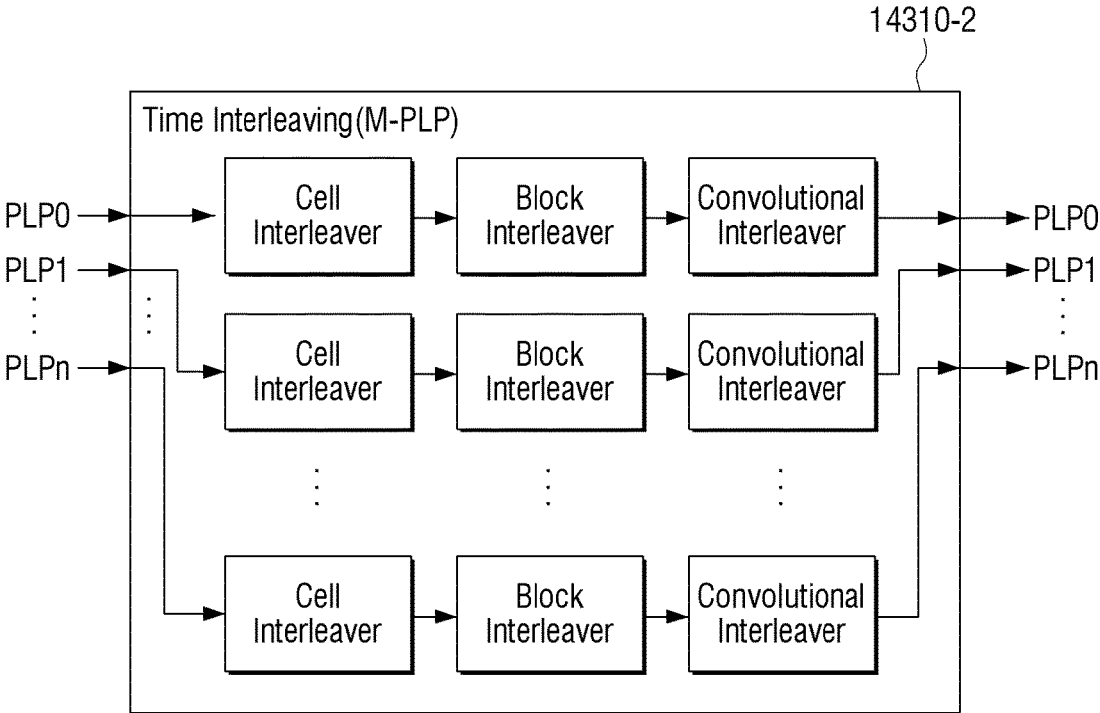 14310-2
Time Interleaving(M-PLP)
PLP0
Cell
Interleaver
Block
Interleaver
Convolutional
Interleaver
PLP0
PLP1
PLP1
PLPn
Cell
Interleaver
Block
Interleaver
Convolutional
Interleaver
PLPn
Cell
Interleaver
Block
Interleaver
Convolutional
Interleaver